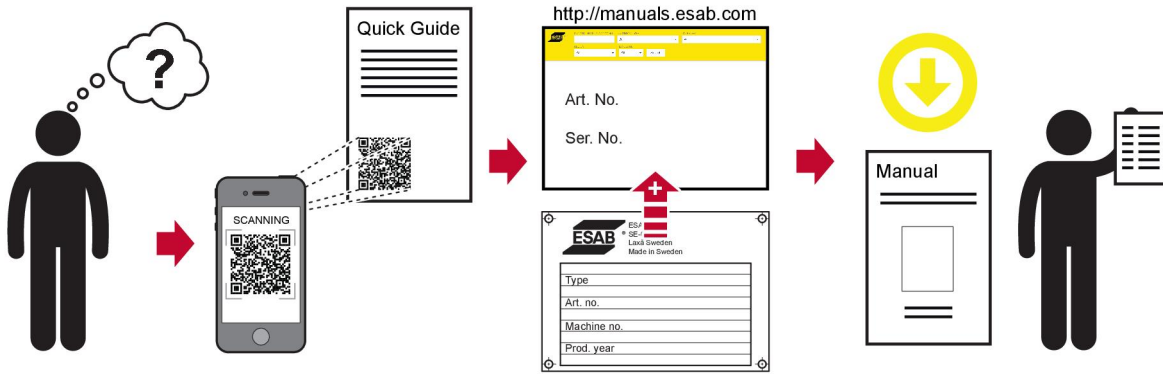 ?
Quick Guide
SCANNING
http://manuals.esab.com
Art. No.
Ser. No.
+
ESAB
Laxå Sweden
Made in Sweden
Type
Art. no.
Machine no.
Prod. year
Manual